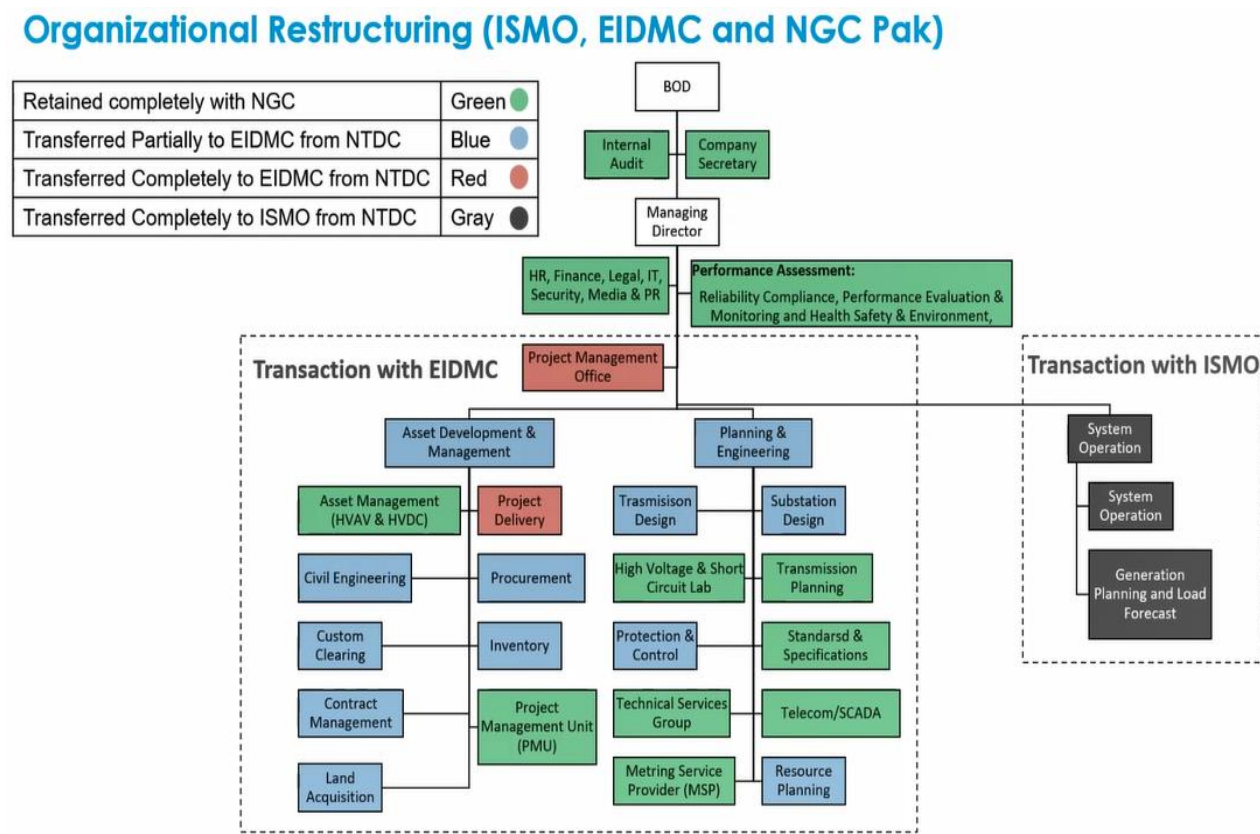 Organizational Restructuring (ISMO, EIDMC and NGC Pak)
Retained completely with NGC Green
Transferred Partially to EIDMC from NTDC Blue
Transferred Completely to EIDMC from NTDC Red
Transferred Completely to ISMO from NTDC Gray
BOD
Internal
Audit
Company
Secretary
Managing
Director
HR, Finance, Legal, IT,
Security, Media & PR
Performance Assessment:
Reliability Compliance, Performance Evaluation &
Monitoring and Health Safety & Environment,
Transaction with EIDMC
Project Management
Office
Transaction with ISMO
Asset Development &
Management
Planning &
Engineering
System
Operation
Asset Management
(HVAV & HVDC)
Project
Delivery
Trasmisison
Design
Substation
Design
System
Operation
Civil Engineering
Procurement
High Voltage & Short
Circuit Lab
Transmission
Planning
Generation
Planning and Load
Forecast
Custom
Clearing
Inventory
Protection &
Control
Standarsd &
Specifications
Contract
Management
Project
Management Unit
(PMU)
Technical Services
Group
Telecom/SCADA
Land
Acquisition
Metring Service
Provider (MSP)
Resource
Planning